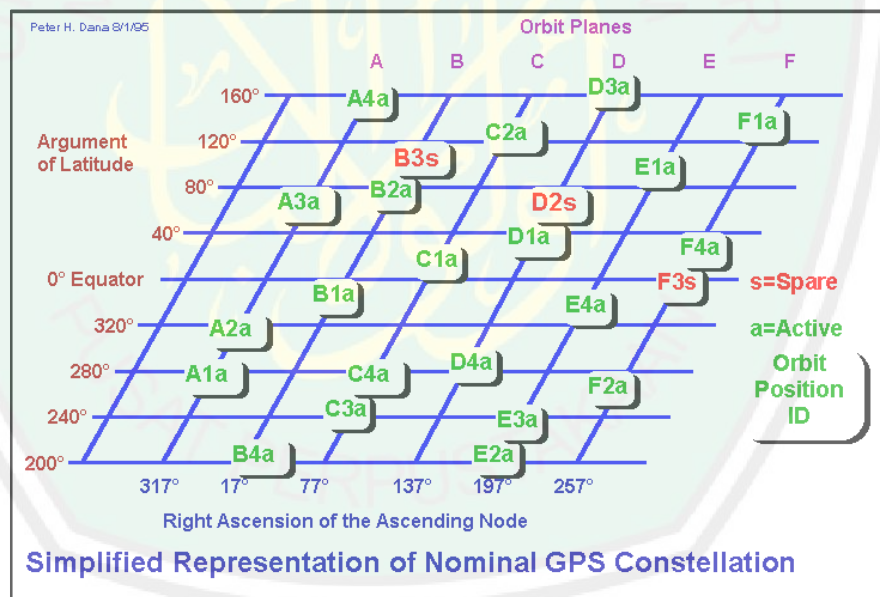 Peter H. Dana 8/1/95
Orbit Planes
A B C D E F
160°
A4a
D3a
Argument
of Latitude
120°
C2a
F1a
B3s
E1a
80°
A3a
B2a
D2s
40°
D1a
F4a
0° Equator
C1a
F3s
s=Spare
B1a
E4a
320°
A2a
a=Active
280°
A1a
C4a
D4a
F2a
Orbit
Position
ID
240°
C3a
E3a
200°
B4a
E2a
317° 17° 77° 137° 197° 257°
Right Ascension of the Ascending Node
Simplified Representation of Nominal GPS Constellation